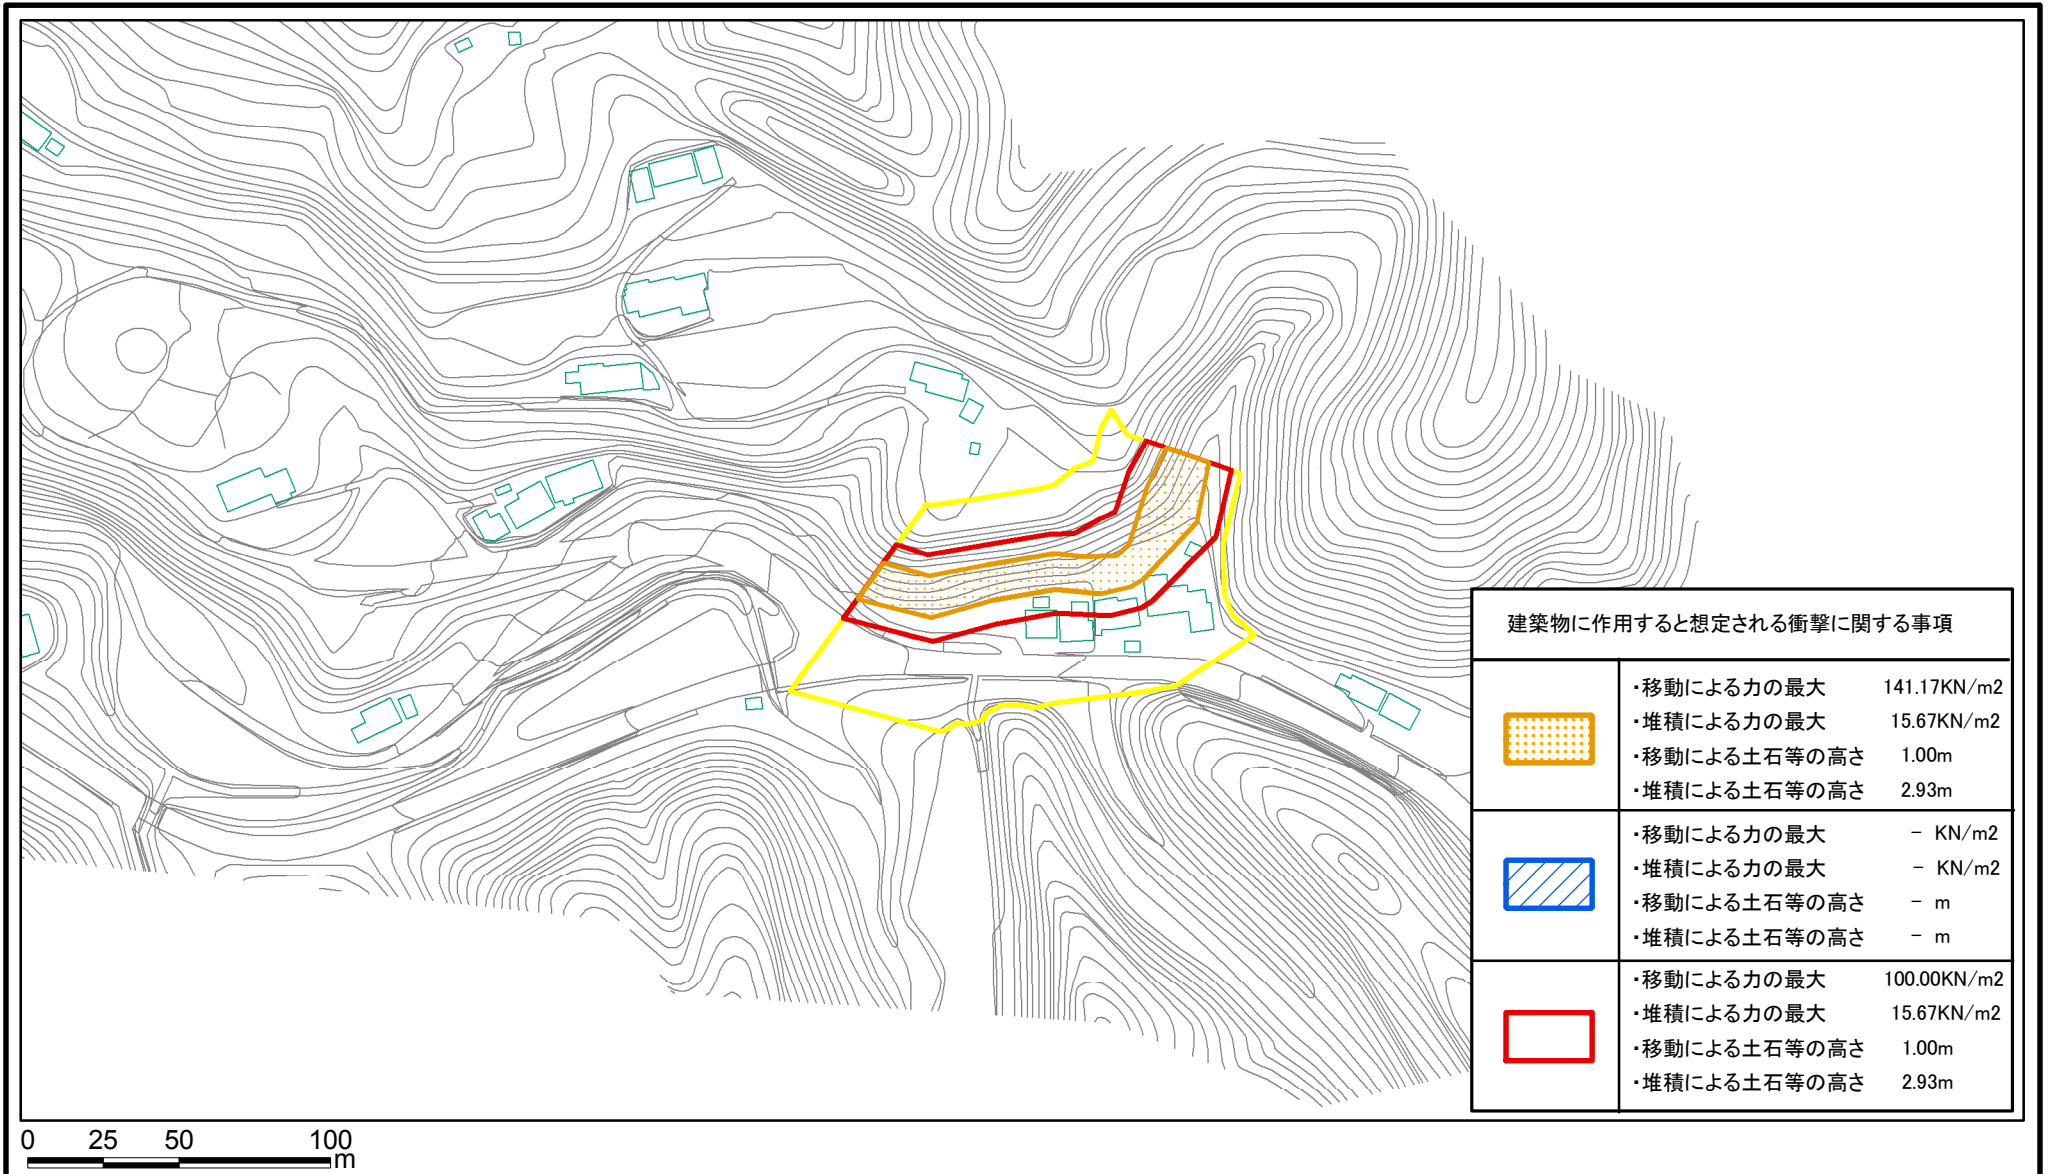 建築物に作用すると想定される衝撃に関する事項
・移動による力の最大 141.17KN/m2
・堆積による力の最大 15.67KN/m2
・移動による土石等の高さ 1.00m
・堆積による土石等の高さ 2.93m
・移動による力の最大 － KN/m2
・堆積による力の最大 － KN/m2
・移動による土石等の高さ － m
・堆積による土石等の高さ － m
・移動による力の最大 100.00KN/m2
・堆積による力の最大 15.67KN/m2
・移動による土石等の高さ 1.00m
・堆積による土石等の高さ 2.93m
0 25 50 100
m